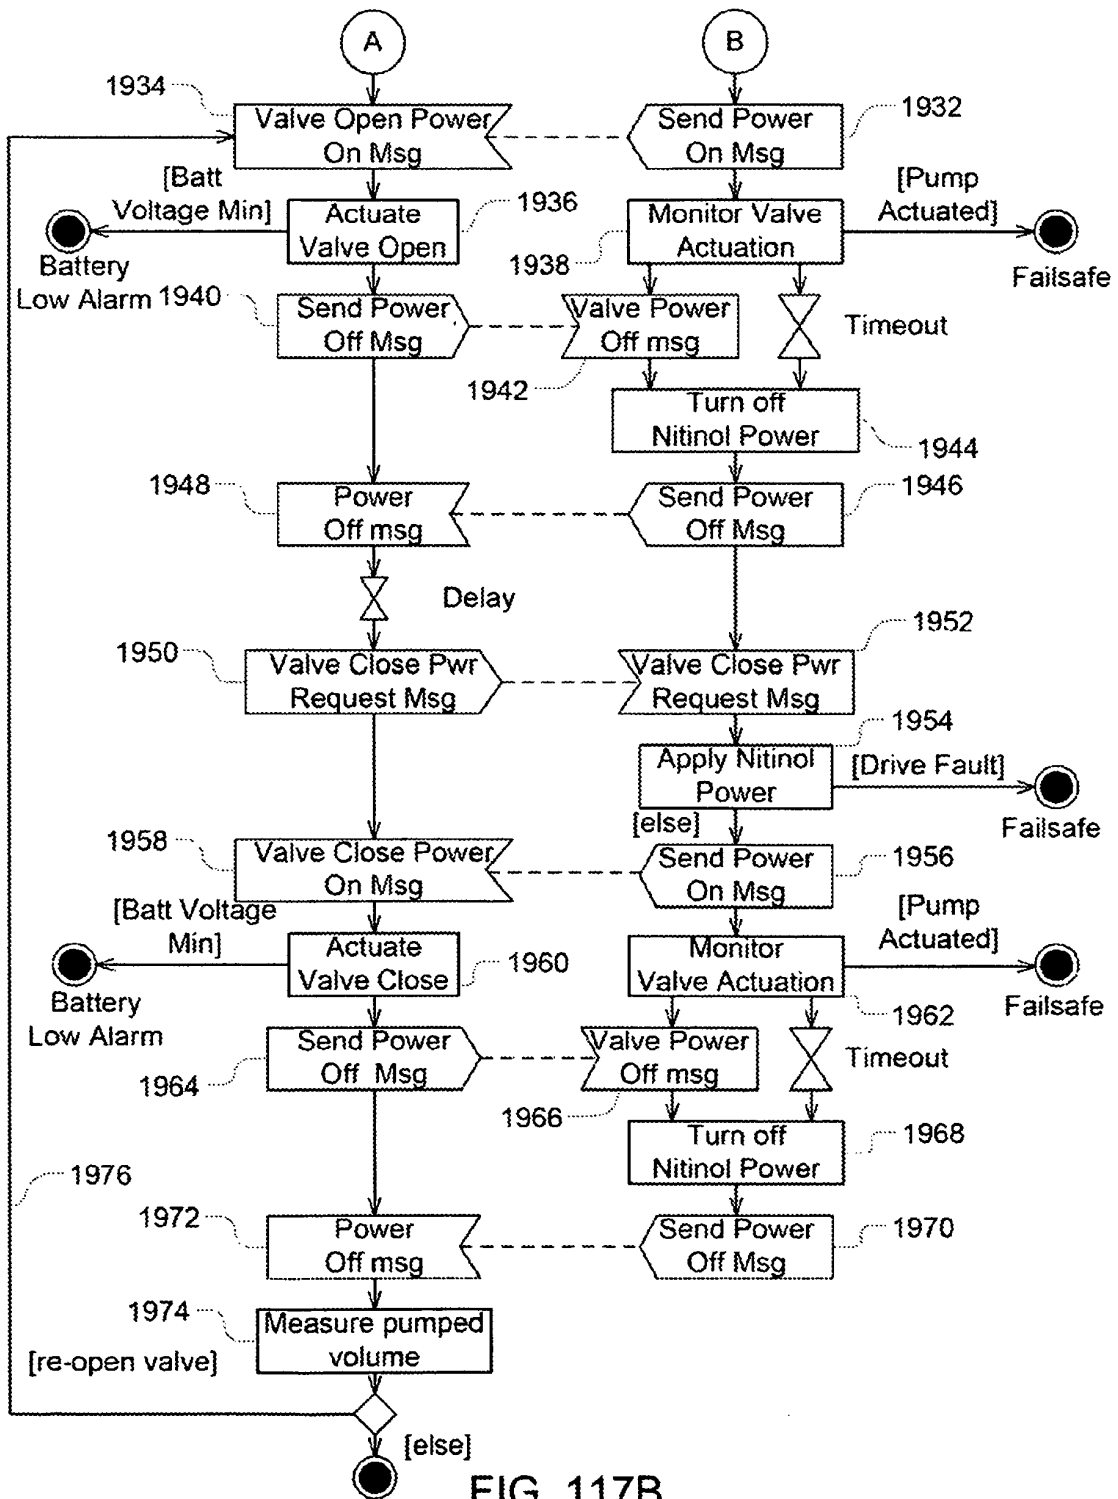 A
B
1934
Valve Open Power
On Msg
Send Power
On Msg
1932
[Batt
Voltage Min]
Actuate
Valve Open
1936
Monitor Valve
Actuation
1938
[Pump
Actuated]
Battery
Low Alarm
Failsafe
1940
Send Power
Off Msg
Valve Power
Off msg
1942
Timeout
Turn off
Nitinol Power
1944
1948
Power
Off msg
Send Power
Off Msg
1946
Delay
1950
Valve Close Pwr
Request Msg
Valve Close Pwr
Request Msg
1952
1954
Apply Nitinol
Power
[Drive Fault]
Failsafe
[else]
1958
Valve Close Power
On Msg
Send Power
On Msg
1956
[Batt Voltage
Min]
Actuate
Valve Close
1960
Monitor
Valve Actuation
1962
[Pump
Actuated]
Battery
Low Alarm
Failsafe
Send Power
Off Msg
1964
Valve Power
Off msg
1966
Timeout
Turn off
Nitinol Power
1968
1976
1972
Power
Off msg
Send Power
Off Msg
1970
1974
Measure pumped
volume
[re-open valve]
[else]
FIG. 117B